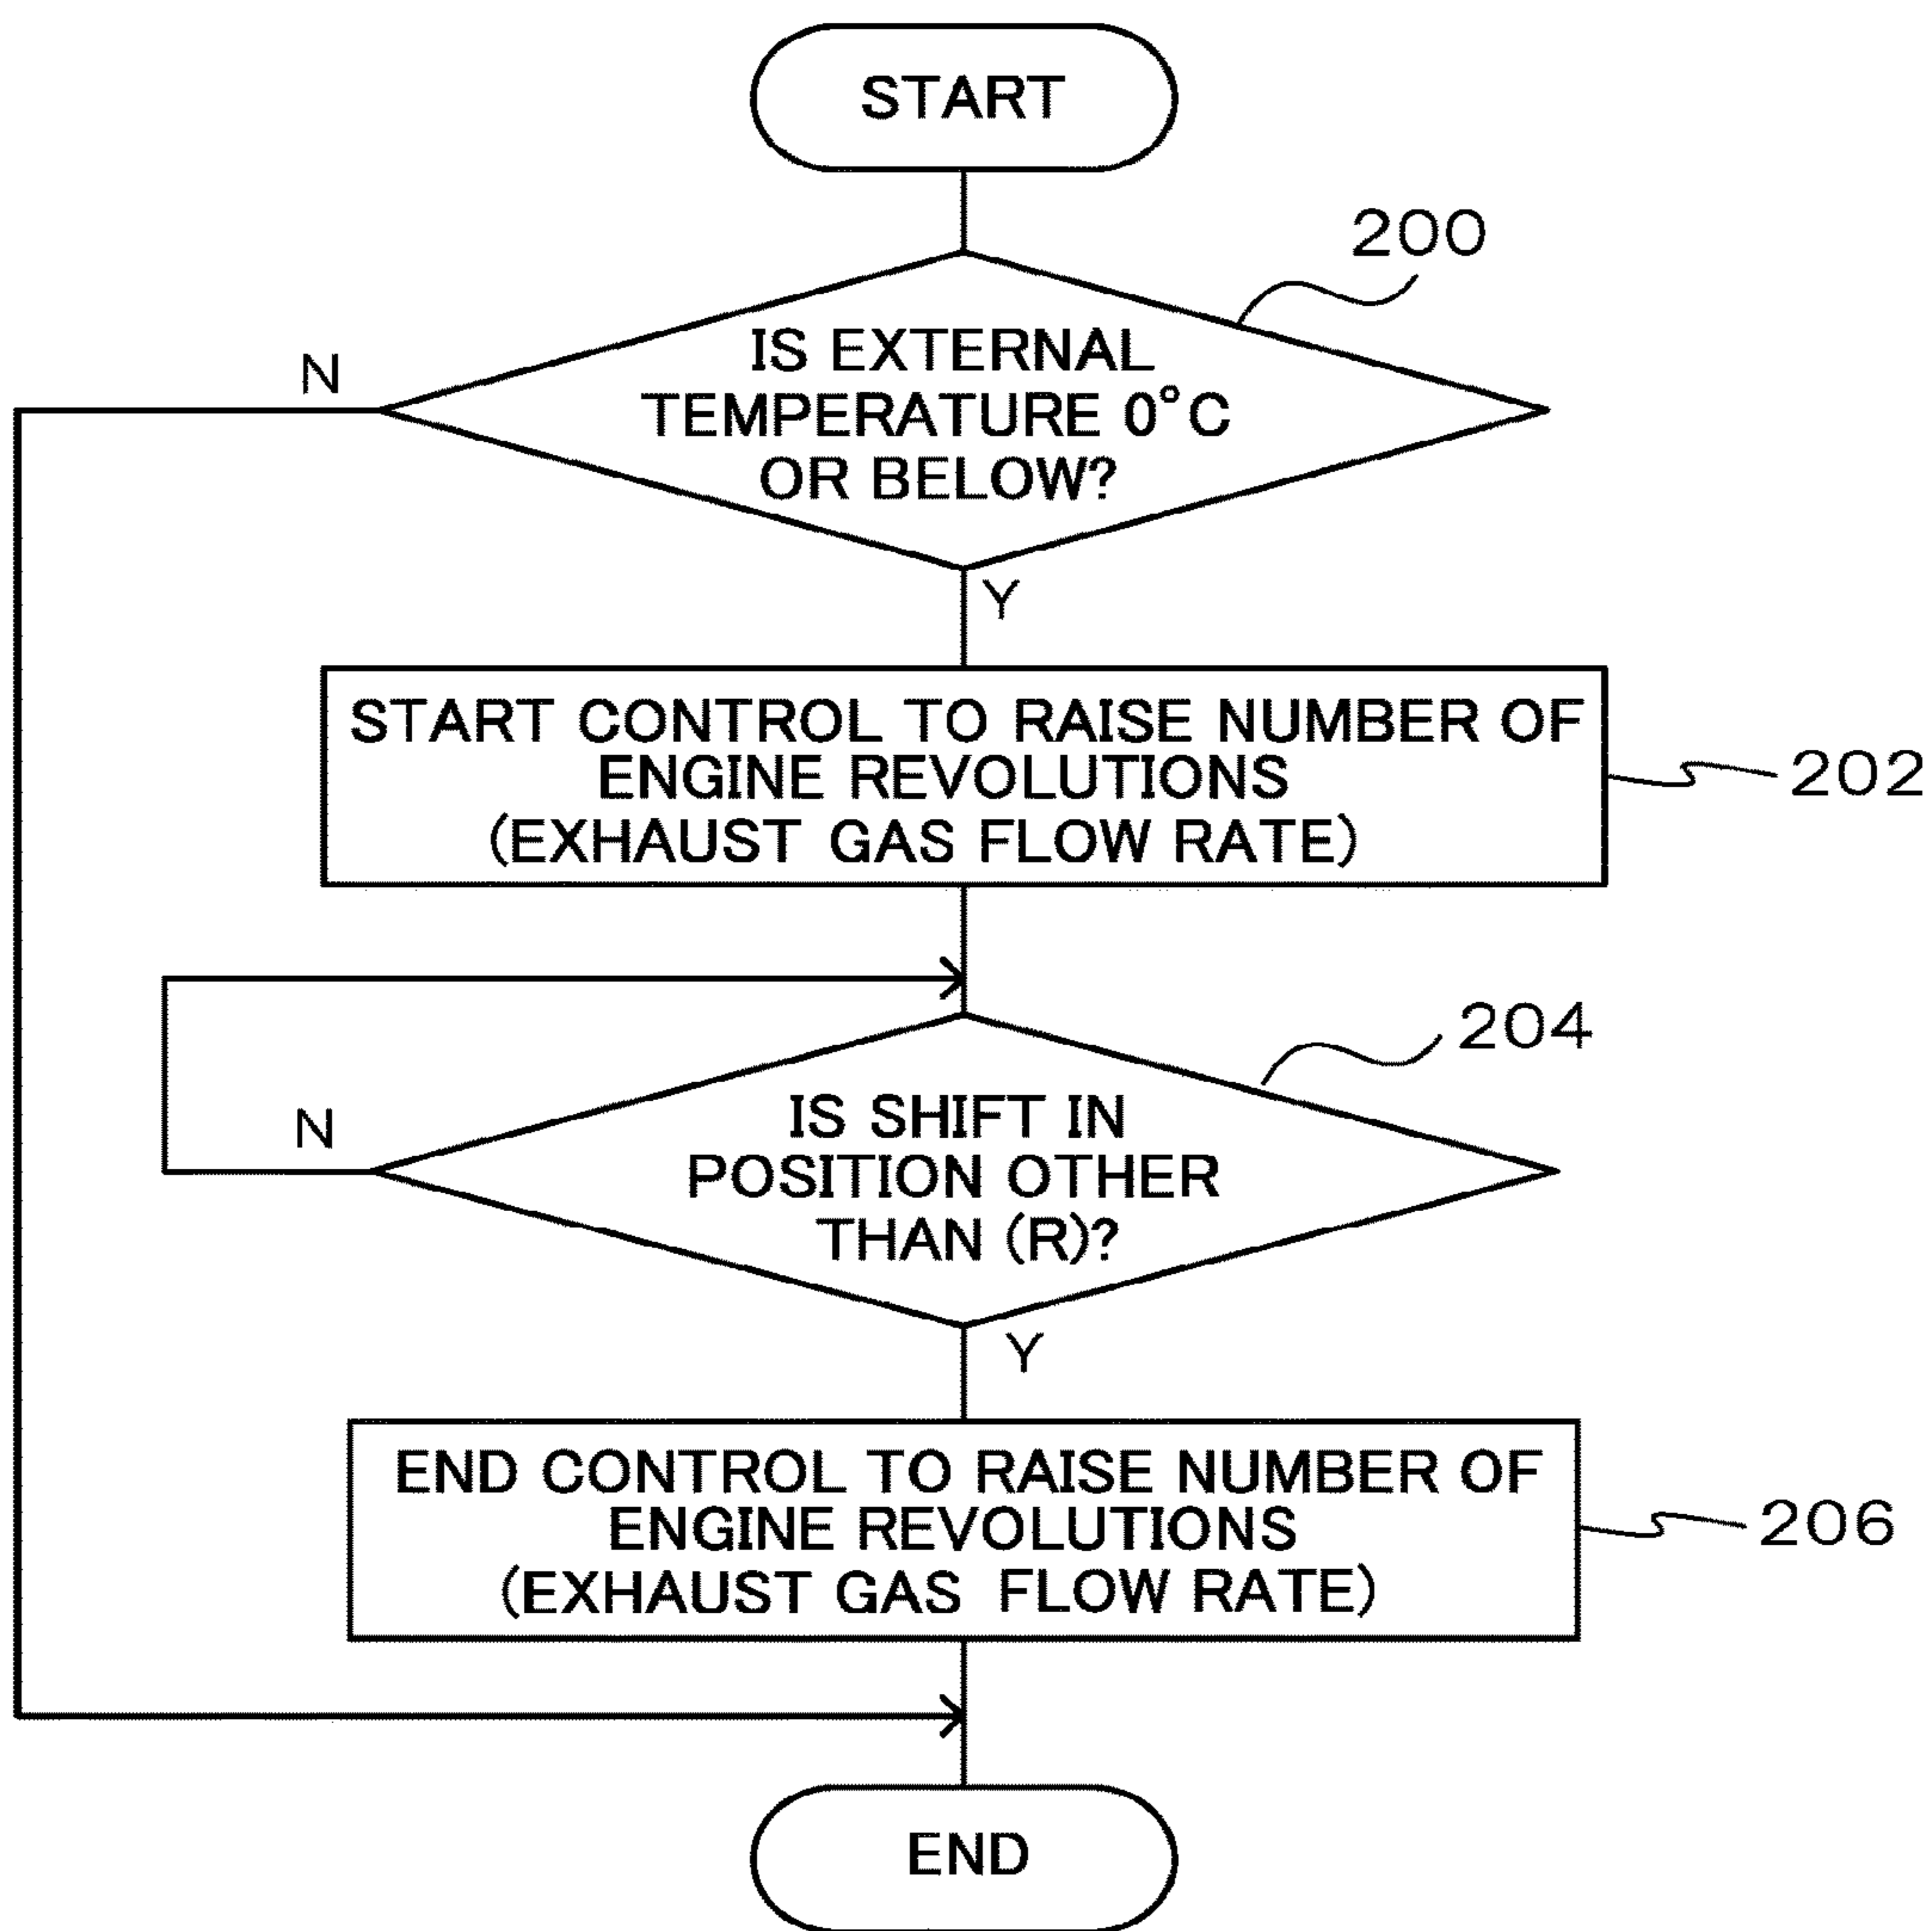 START
200
N
IS EXTERNAL
TEMPERATURE 0°C
OR BELOW?
Y
START CONTROL TO RAISE NUMBER OF
ENGINE REVOLUTIONS
(EXHAUST GAS FLOW RATE)
202
204
N
IS SHIFT IN
POSITION OTHER
THAN (R)?
Y
END CONTROL TO RAISE NUMBER OF
ENGINE REVOLUTIONS
(EXHAUST GAS FLOW RATE)
206
END